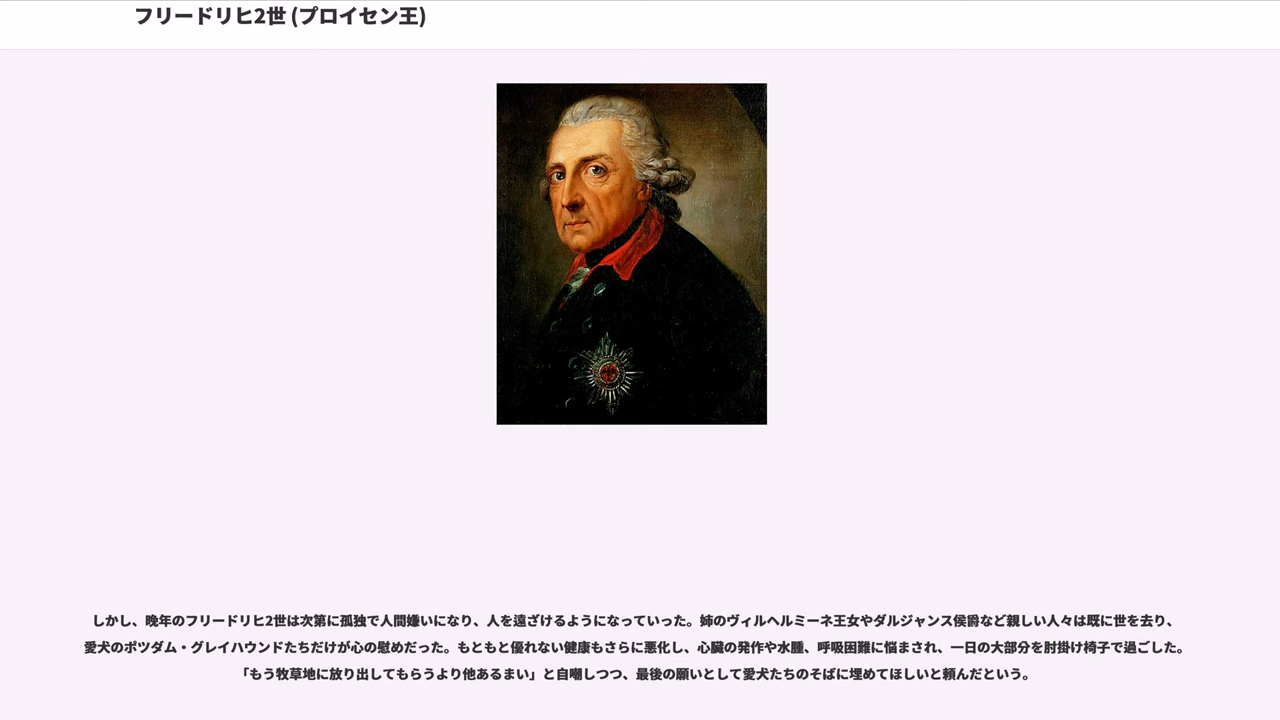 フリードリヒ2世 (プロイセン王)
しかし、晩年のフリードリヒ2世は次第に孤独で人間嫌いになり、人を遠ざけるようになっていった。姉のヴィルヘルミーネ王女やダルジャンス侯爵など親しい人々は既に世を去り、
愛犬のポツダム・グレイハウンドたちだけが心の慰めだった。もともと優れない健康もさらに悪化し、心臓の発作や水腫、呼吸困難に悩まされ、一日の大部分を肘掛け椅子で過ごした。
「もう牧草地に放り出してもらうより他あるまい」と自嘲しつつ、最後の願いとして愛犬たちのそばに埋めてほしいと頼んだという。